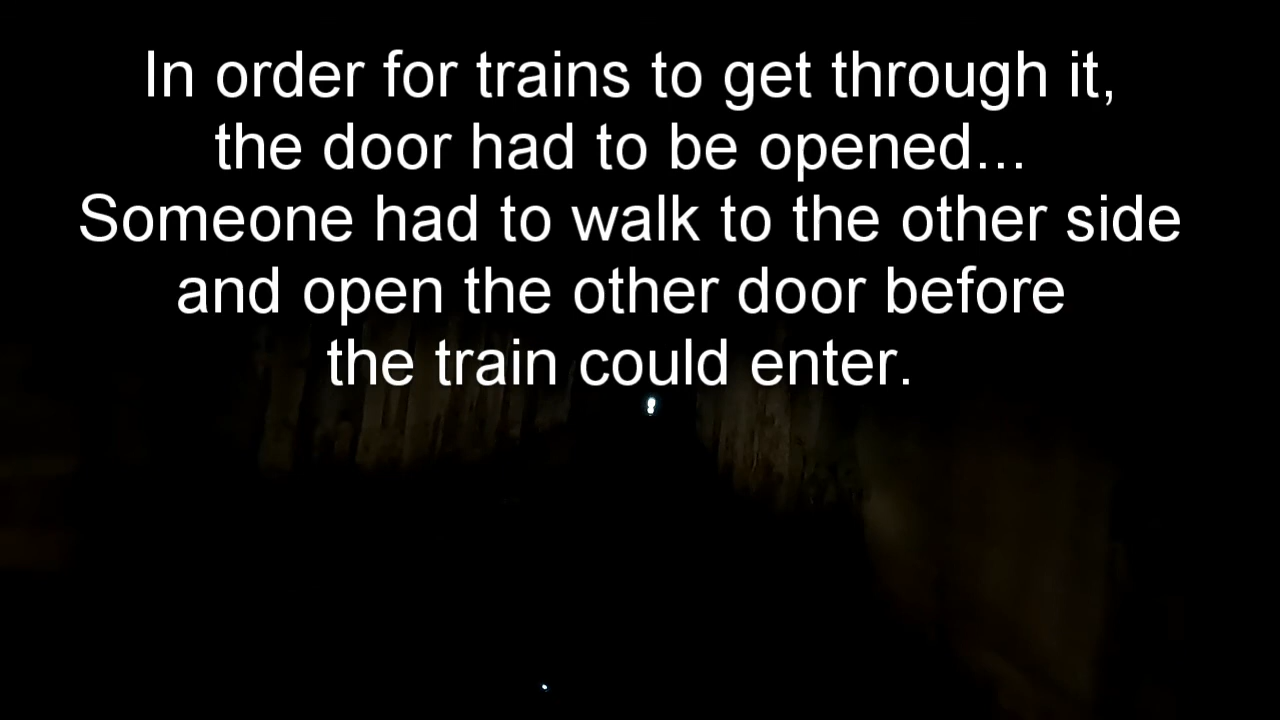 In order for trains to get through it,
the door had to be opened...
Someone had to walk to the other side
and open the other door before
the train could enter.